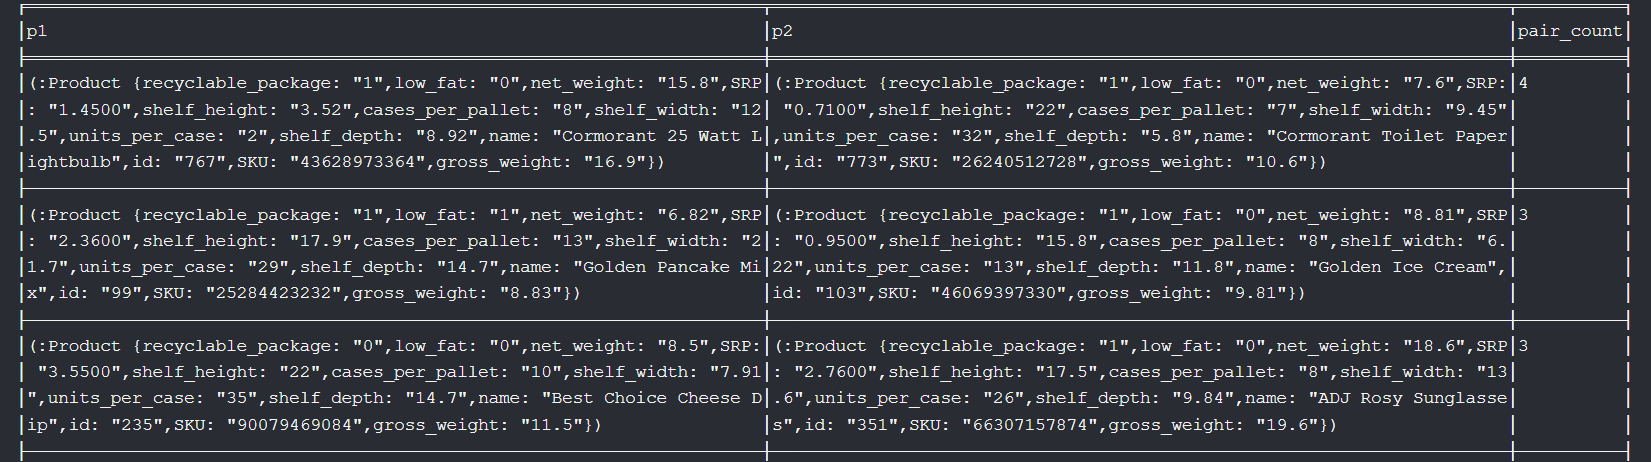 |p1 |p2 |pair_count|
|(:Product {recyclable_package: "1",low_fat: "0",net_weight: "15.8",SRP|(:Product {recyclable_package: "1",low_fat: "0",net_weight: "7.6",SRP:|4 |
|: "1.4500",shelf_height: "3.52",cases_per_pallet: "8",shelf_width: "12| "0.7100",shelf_height: "22",cases_per_pallet: "7",shelf_width: "9.45"| |
|.5",units_per_case: "2",shelf_depth: "8.92",name: "Cormorant 25 Watt L|,units_per_case: "32",shelf_depth: "5.8",name: "Cormorant Toilet Paper| |
|ightbulb",id: "767",SKU: "43628973364",gross_weight: "16.9"}) |",id: "773",SKU: "26240512728",gross_weight: "10.6"}) | |
|(:Product {recyclable_package: "1",low_fat: "1",net_weight: "6.82",SRP|(:Product {recyclable_package: "1",low_fat: "0",net_weight: "8.81",SRP|3 |
|: "2.3600",shelf_height: "17.9",cases_per_pallet: "13",shelf_width: "2|: "0.9500",shelf_height: "15.8",cases_per_pallet: "8",shelf_width: "6.| |
|1.7",units_per_case: "29",shelf_depth: "14.7",name: "Golden Pancake Mi|22",units_per_case: "13",shelf_depth: "11.8",name: "Golden Ice Cream",| |
|x",id: "99",SKU: "25284423232",gross_weight: "8.83"}) |id: "103",SKU: "46069397330",gross_weight: "9.81"}) | |
|(:Product {recyclable_package: "0",low_fat: "0",net_weight: "8.5",SRP:|(:Product {recyclable_package: "1",low_fat: "0",net_weight: "18.6",SRP|3 |
| "3.5500",shelf_height: "22",cases_per_pallet: "10",shelf_width: "7.91|: "2.7600",shelf_height: "17.5",cases_per_pallet: "8",shelf_width: "13| |
|",units_per_case: "35",shelf_depth: "14.7",name: "Best Choice Cheese D|.6",units_per_case: "26",shelf_depth: "9.84",name: "ADJ Rosy Sunglasse| |
|ip",id: "235",SKU: "90079469084",gross_weight: "11.5"}) |s",id: "351",SKU: "66307157874",gross_weight: "19.6"}) | |